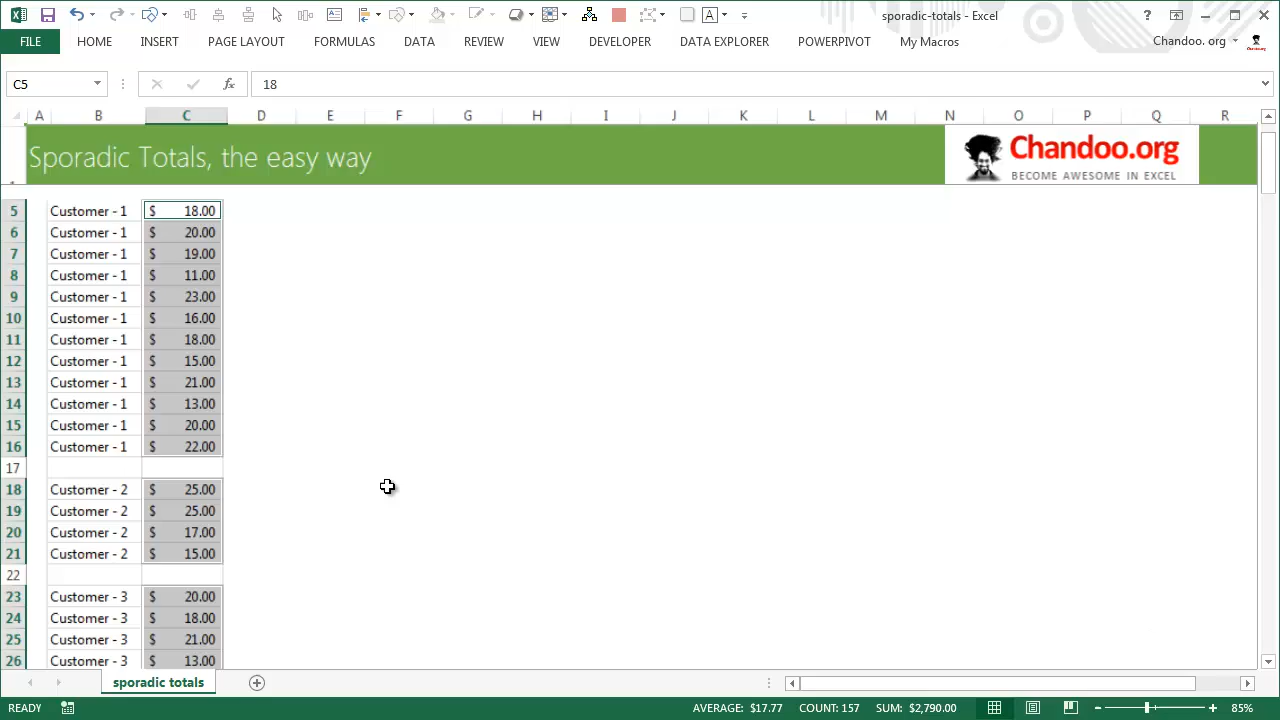 sporadic-totals - Excel
FILE HOME INSERT PAGE LAYOUT FORMULAS DATA REVIEW VIEW DEVELOPER DATA EXPLORER POWERPIVOT My Macros Chandoo. org
C5 fx 18
A B C D E F G H I J K L M N O P Q R
Sporadic Totals, the easy way
Chandoo.org
BECOME AWESOME IN EXCEL
5 Customer - 1 $ 18.00
6 Customer - 1 $ 20.00
7 Customer - 1 $ 19.00
8 Customer - 1 $ 11.00
9 Customer - 1 $ 23.00
10 Customer - 1 $ 16.00
11 Customer - 1 $ 18.00
12 Customer - 1 $ 15.00
13 Customer - 1 $ 21.00
14 Customer - 1 $ 13.00
15 Customer - 1 $ 20.00
16 Customer - 1 $ 22.00
17
18 Customer - 2 $ 25.00
19 Customer - 2 $ 25.00
20 Customer - 2 $ 17.00
21 Customer - 2 $ 15.00
22
23 Customer - 3 $ 20.00
24 Customer - 3 $ 18.00
25 Customer - 3 $ 21.00
26 Customer - 3 $ 13.00
sporadic totals
READY AVERAGE: $17.77 COUNT: 157 SUM: $2,790.00 85%